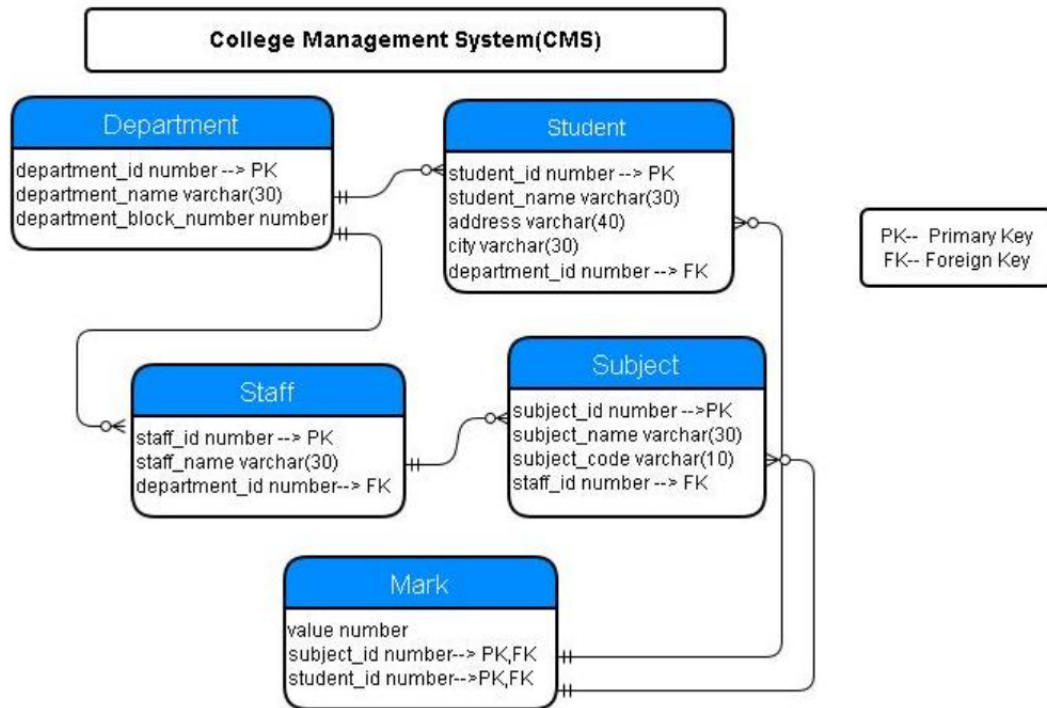 College Management System(CMS)
Department
department_id number --> PK
department_name varchar(30)
department_block_number number
Student
student_id number --> PK
student_name varchar(30)
address varchar(40)
city varchar(30)
department_id number --> FK
PK-- Primary Key
FK-- Foreign Key
Staff
staff_id number --> PK
staff_name varchar(30)
department_id number--> FK
Subject
subject_id number -->PK
subject_name varchar(30)
subject_code varchar(10)
staff_id number --> FK
Mark
value number
subject_id number--> PK,FK
student_id number-->PK,FK